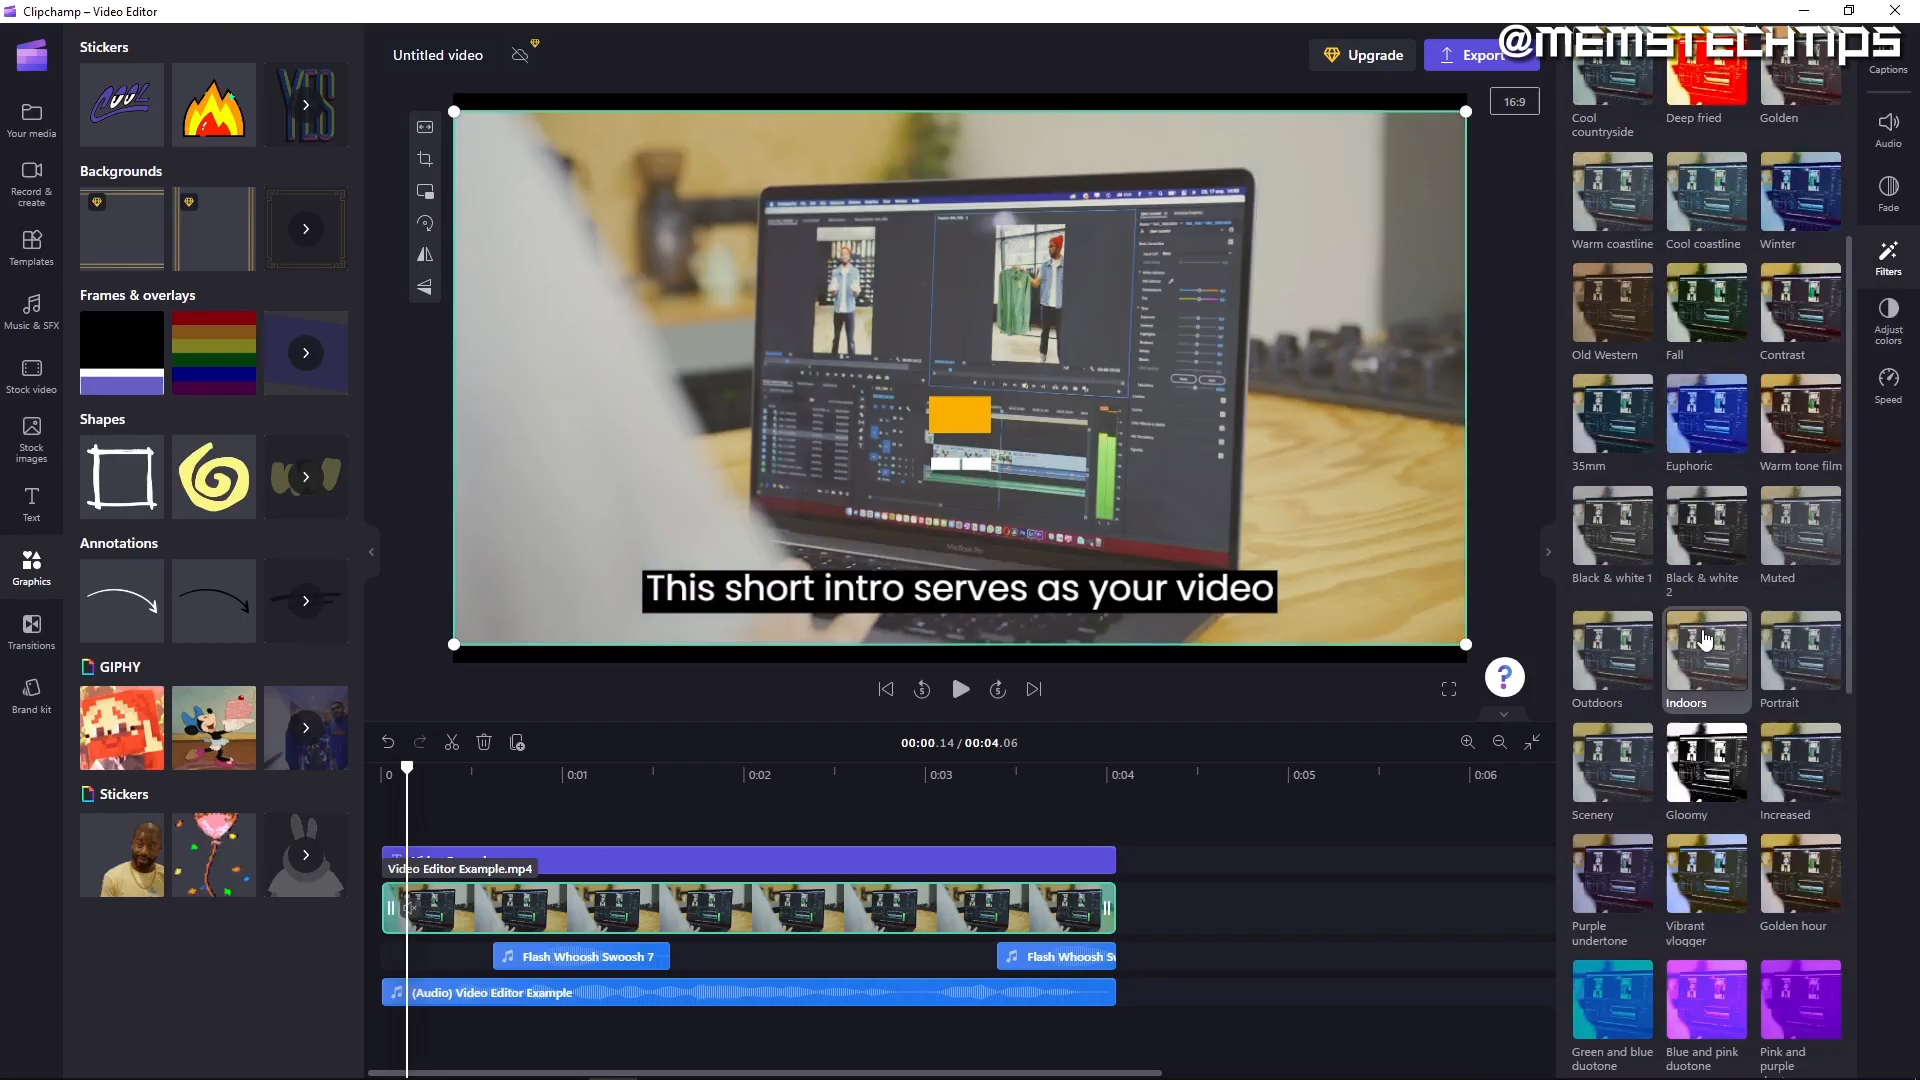 Clipchamp – Video Editor
@MEMSTECHTIPS
Your media
Record &
create
Templates
Music & SFX
Stock video
Stock
images
Text
Graphics
Transitions
Brand kit
Stickers
COOL
YES
Backgrounds
Frames & overlays
Shapes
Annotations
GIPHY
Stickers
Untitled video
Upgrade
Export
16:9
MacBook Pro
This short intro serves as your video
?
5
5
00:00.14 / 00:04.06
0
0:01
0:02
0:03
0:04
0:05
0:06
Video Editor Example.mp4
Flash Whoosh Swoosh 7
Flash Whoosh Sw
(Audio) Video Editor Example
Cool
countryside
Deep fried
Golden
Warm coastline
Cool coastline
Winter
Old Western
Fall
Contrast
35mm
Euphoric
Warm tone film
Black & white 1
Black & white
2
Muted
Outdoors
Indoors
Portrait
Scenery
Gloomy
Increased
Purple
undertone
Vibrant
vlogger
Golden hour
Green and blue
duotone
Blue and pink
duotone
Pink and
purple
Captions
Audio
Fade
Filters
Adjust
colors
Speed